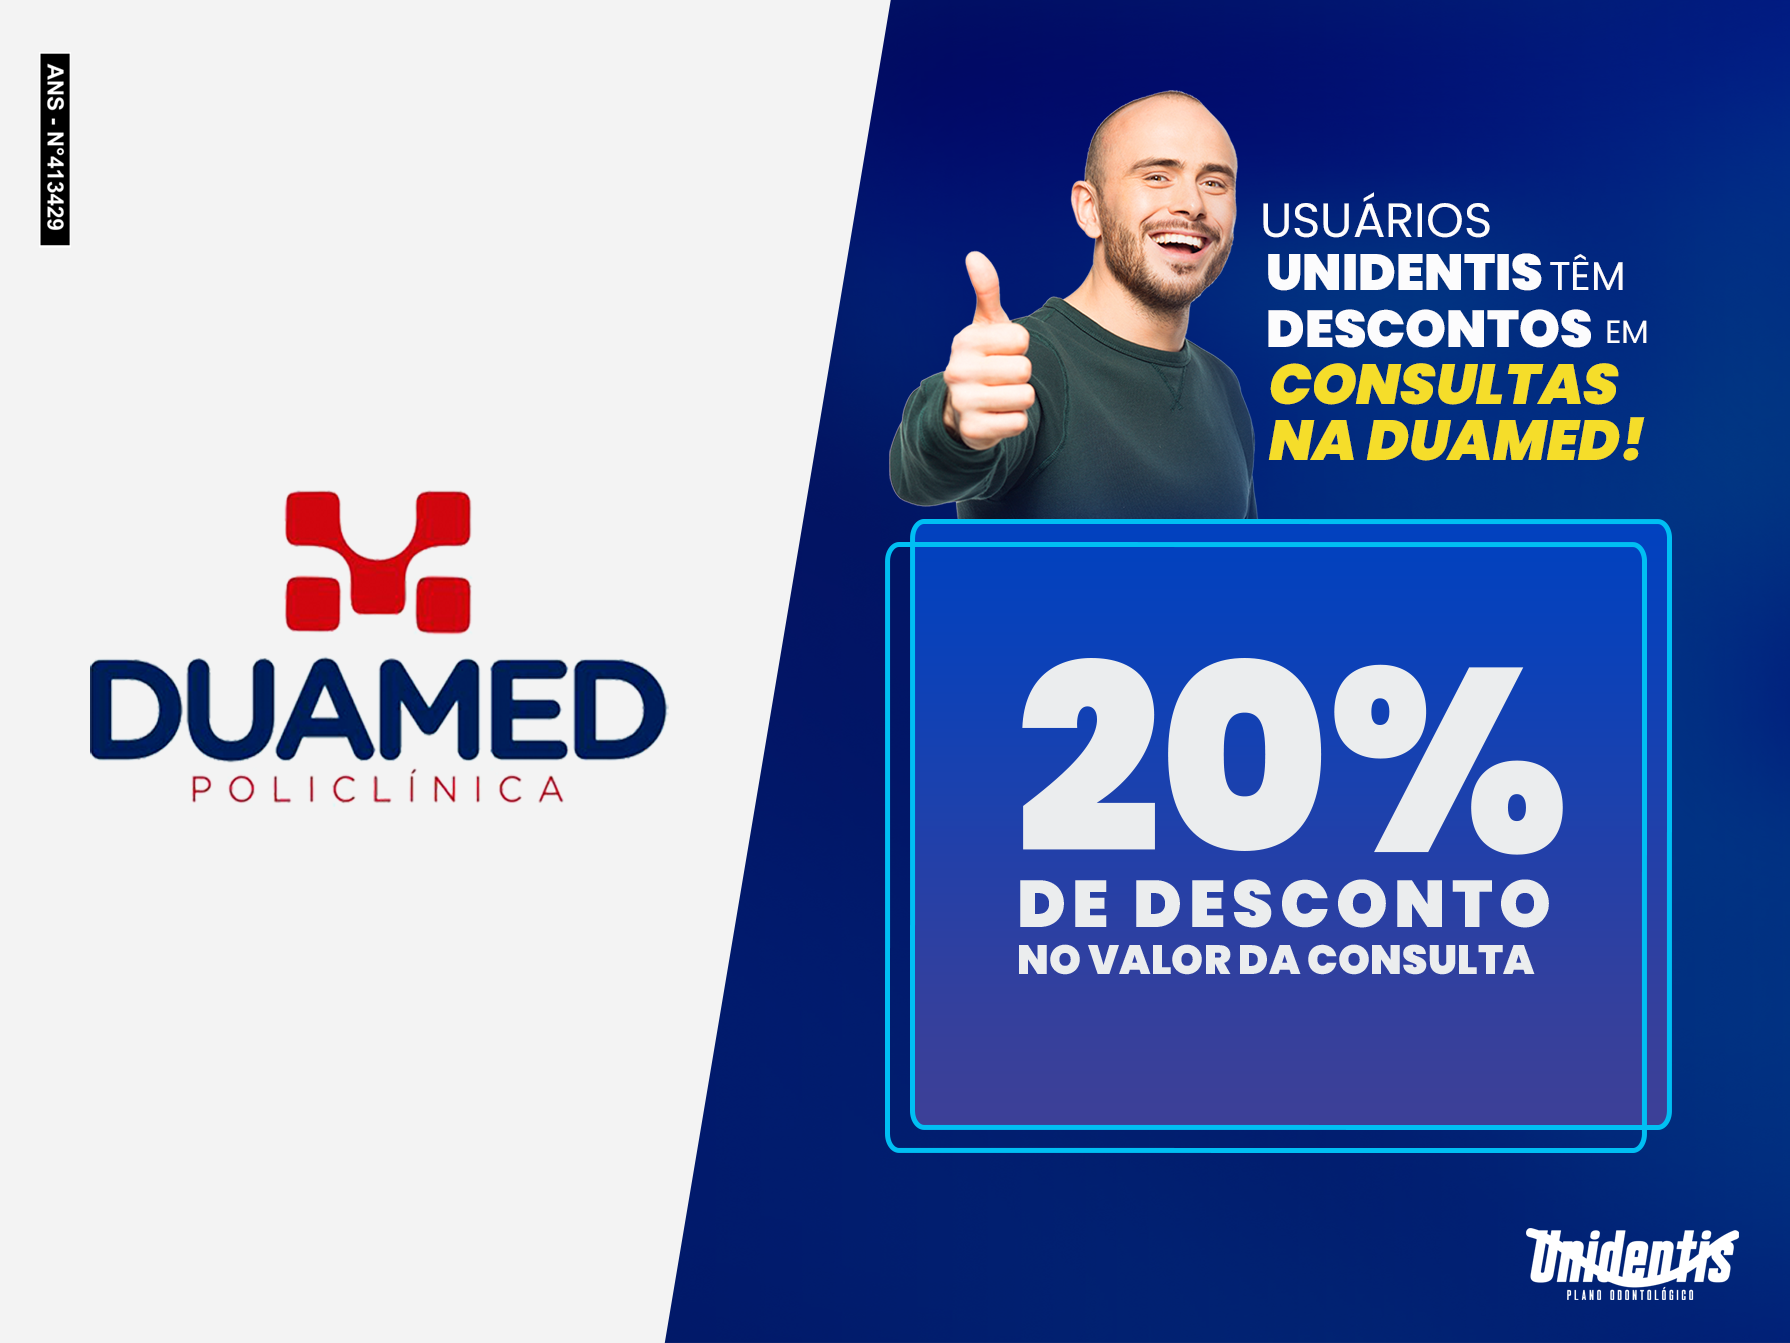 ANS - N°413429
DUAMED
POLICLÍNICA
USUÁRIOS
UNIDENTIS TÊM
DESCONTOS EM
CONSULTAS
NA DUAMED!
20%
DE DESCONTO
NO VALOR DA CONSULTA
Unidentis
PLANO ODONTOLÓGICO